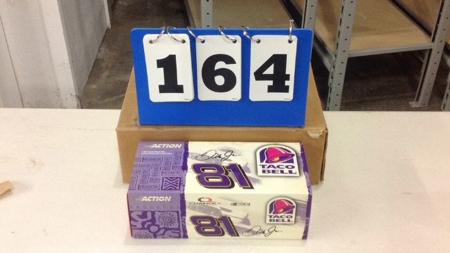 164
ACTION
81
TACO
BELL
ACTION
81
TACO
BELL